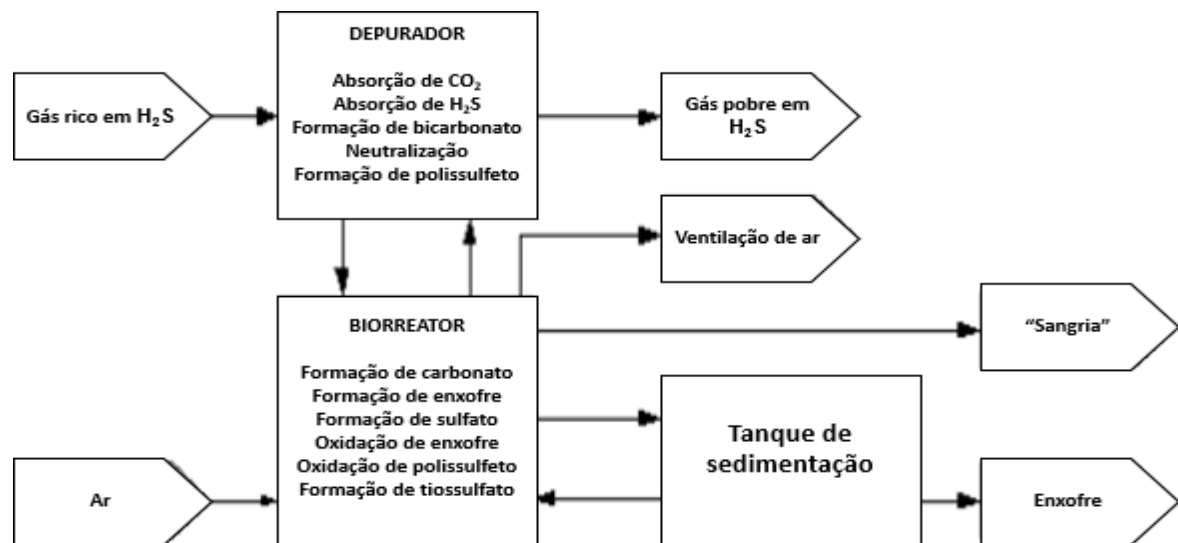 DEPURADOR
Absorção de CO₂
Absorção de H₂S
Formação de bicarbonato
Neutralização
Formação de polissulfeto
Gás rico em H₂S
Gás pobre em
H₂S
Ventilação de ar
BIORREATOR
Formação de carbonato
Formação de enxofre
Formação de sulfato
Oxidação de enxofre
Oxidação de polissulfeto
Formação de tiossulfato
“Sangria”
Tanque de
sedimentação
Ar
Enxofre